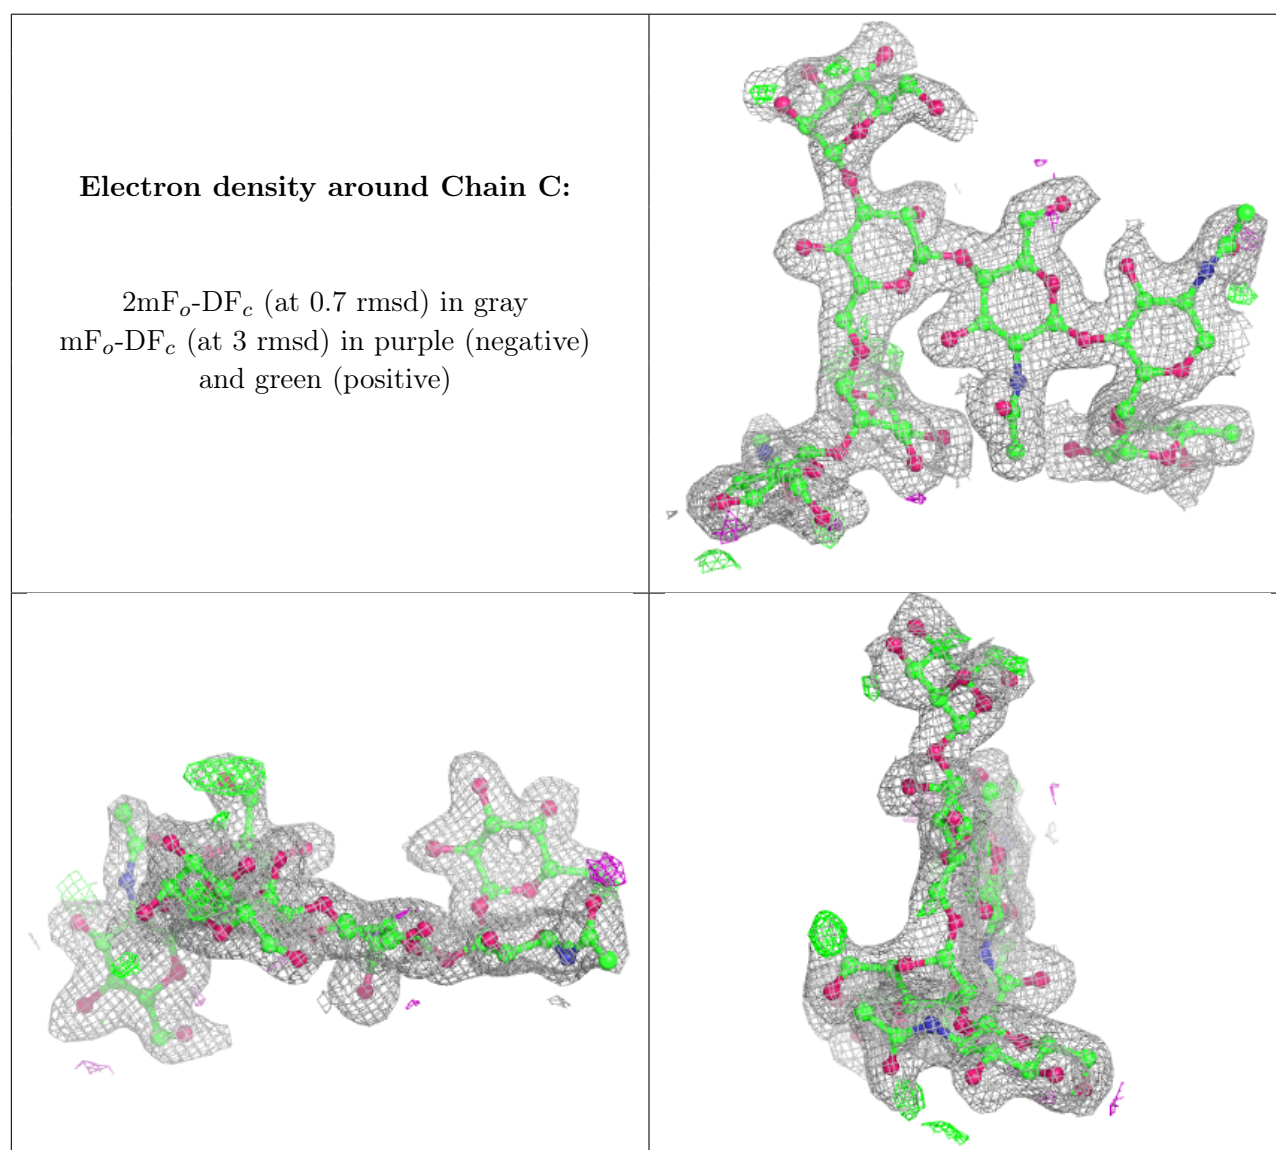 Electron density around Chain C:
2mFₒ-DF𝒸 (at 0.7 rmsd) in gray
mFₒ-DF𝒸 (at 3 rmsd) in purple (negative)
and green (positive)